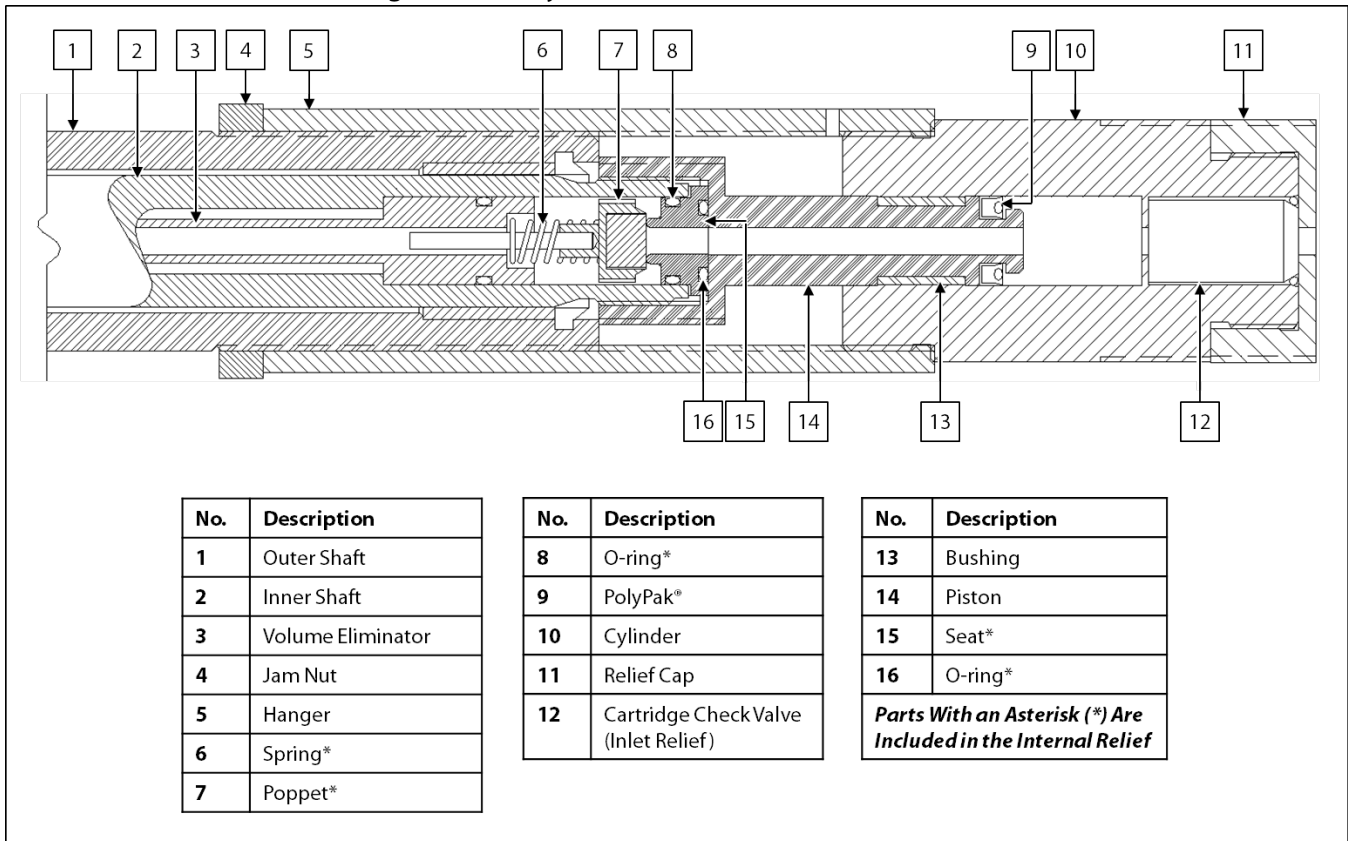 1 2 3 4 5 6 7 8 9 10 11
16 15 14 13 12
No. Description
1 Outer Shaft
2 Inner Shaft
3 Volume Eliminator
4 Jam Nut
5 Hanger
6 Spring*
7 Poppet*
No. Description
8 O-ring*
9 PolyPak®
10 Cylinder
11 Relief Cap
12 Cartridge Check Valve
(Inlet Relief)
No. Description
13 Bushing
14 Piston
15 Seat*
16 O-ring*
Parts With an Asterisk (*) Are
Included in the Internal Relief